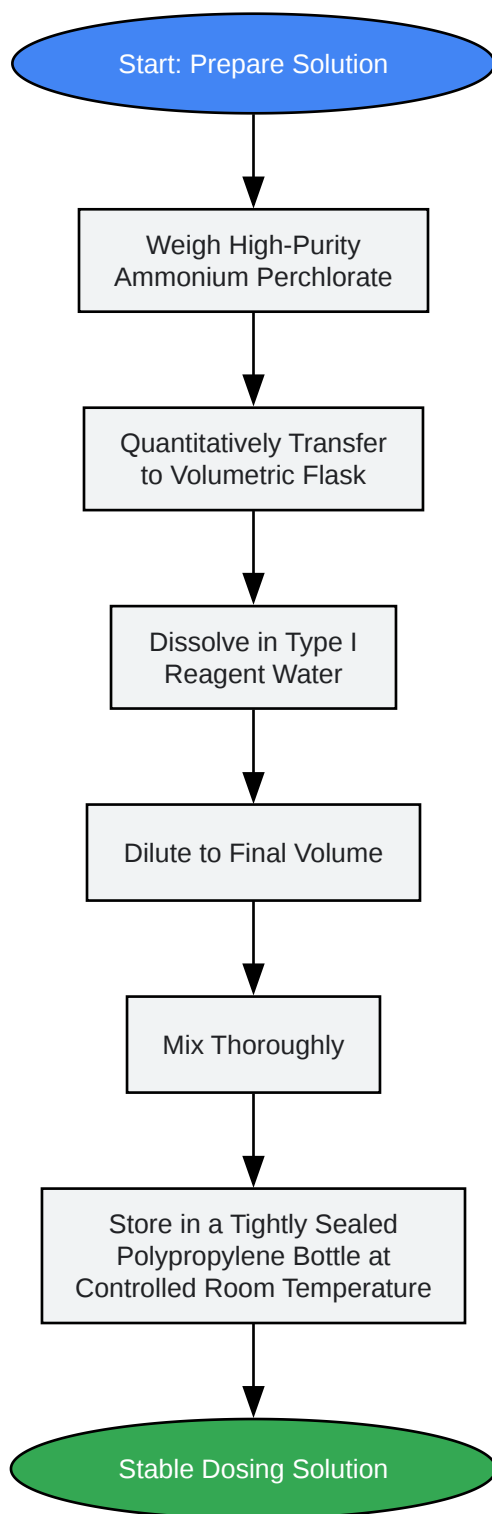 Start: Prepare Solution
Weigh High-Purity
Ammonium Perchlorate
Quantitatively Transfer
to Volumetric Flask
Dissolve in Type I
Reagent Water
Dilute to Final Volume
Mix Thoroughly
Store in a Tightly Sealed
Polypropylene Bottle at
Controlled Room Temperature
Stable Dosing Solution